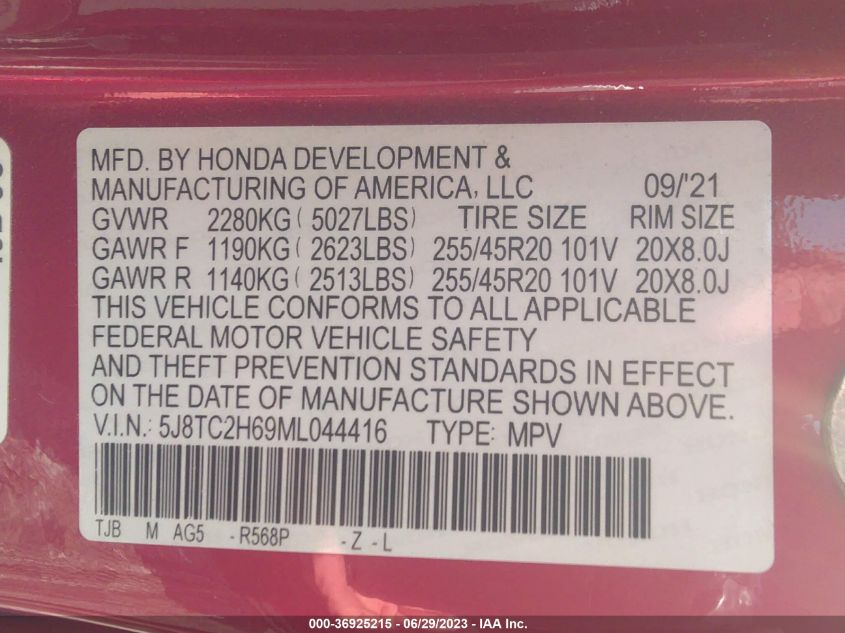 MFD. BY HONDA DEVELOPMENT &
MANUFACTURING OF AMERICA, LLC 09/'21
GVWR 2280KG ( 5027LBS) TIRE SIZE RIM SIZE
GAWR F 1190KG ( 2623LBS) 255/45R20 101V 20X8.0J
GAWR R 1140KG ( 2513LBS) 255/45R20 101V 20X8.0J
THIS VEHICLE CONFORMS TO ALL APPLICABLE
FEDERAL MOTOR VEHICLE SAFETY
AND THEFT PREVENTION STANDARDS IN EFFECT
ON THE DATE OF MANUFACTURE SHOWN ABOVE.
V.I.N.: 5J8TC2H69ML044416 TYPE: MPV
TJB M AG5 -R568P -Z -L
000-36925215 - 06/29/2023 - IAA Inc.